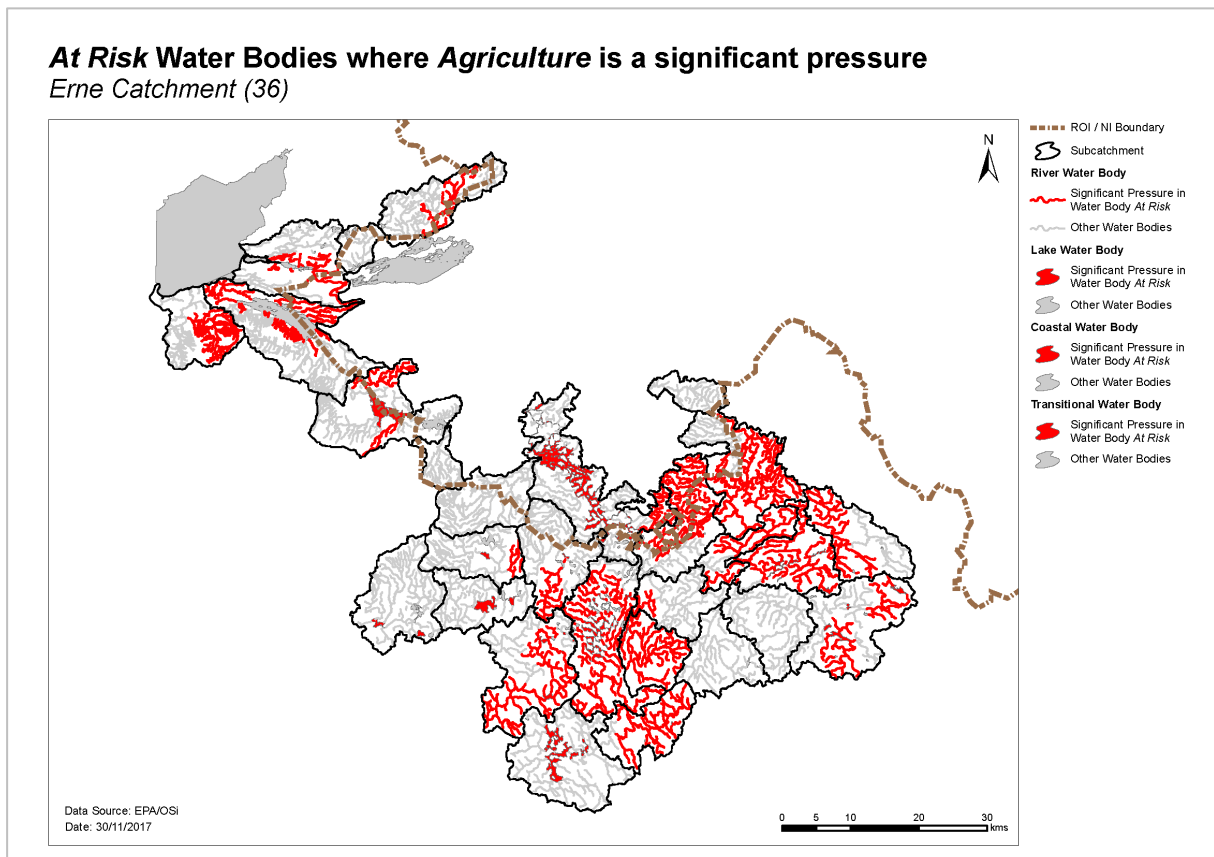 At Risk Water Bodies where Agriculture is a significant pressure
Erne Catchment (36)
N
ROI / NI Boundary
Subcatchment
River Water Body
Significant Pressure in
Water Body At Risk
Other Water Bodies
Lake Water Body
Significant Pressure in
Water Body At Risk
Other Water Bodies
Coastal Water Body
Significant Pressure in
Water Body At Risk
Other Water Bodies
Transitional Water Body
Significant Pressure in
Water Body At Risk
Other Water Bodies
Data Source: EPA/OSi
Date: 30/11/2017
0 5 10 20 30
kms